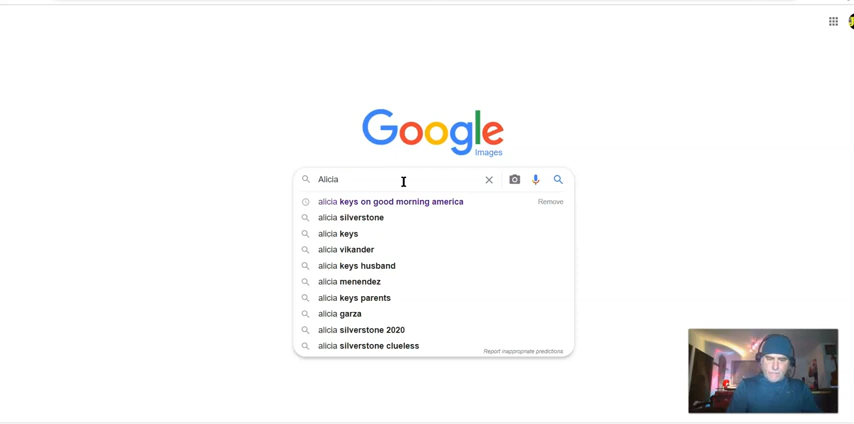 Google
Images
Alicia
alicia keys on good morning america Remove
alicia silverstone
alicia keys
alicia vikander
alicia keys husband
alicia menendez
alicia keys parents
alicia garza
alicia silverstone 2020
alicia silverstone clueless
Report inappropriate predictions